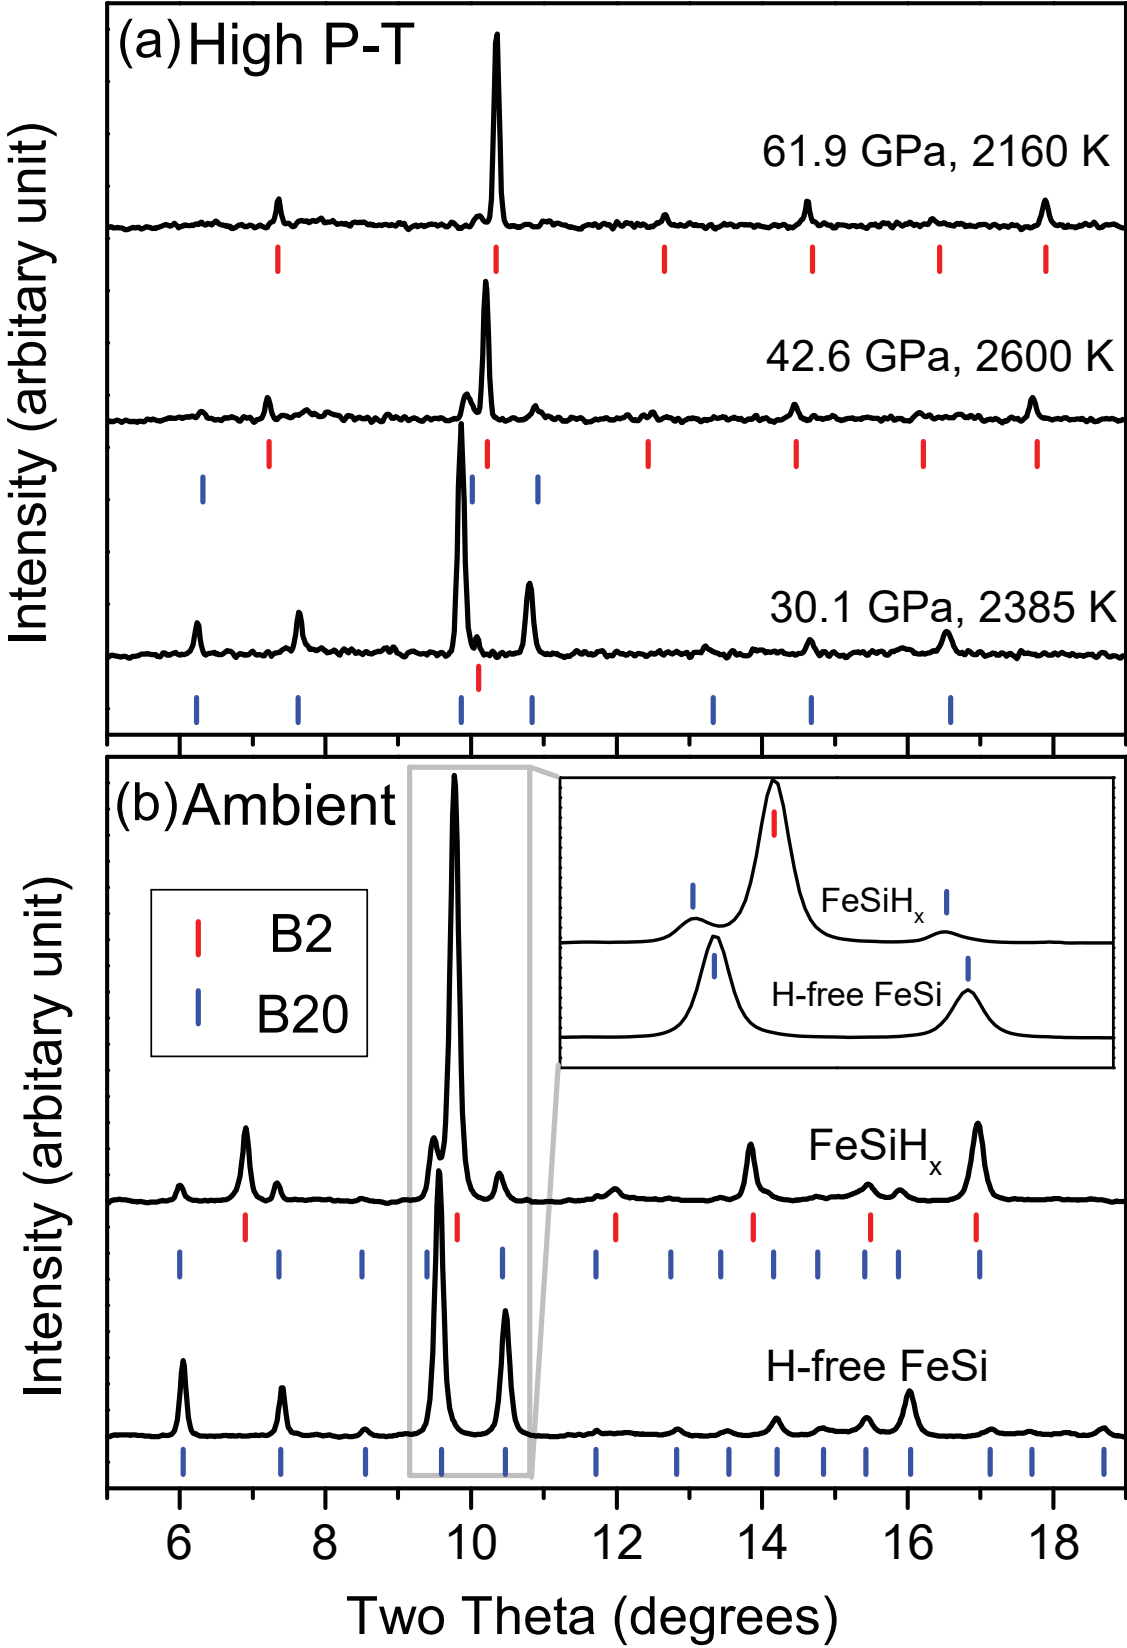 (a) High P-T
61.9 GPa, 2160 K
42.6 GPa, 2600 K
30.1 GPa, 2385 K
Intensity (arbitary unit)
(b) Ambient
B2
B20
FeSiHx
H-free FeSi
FeSiHx
H-free FeSi
Intensity (arbitary unit)
6 8 10 12 14 16 18
Two Theta (degrees)